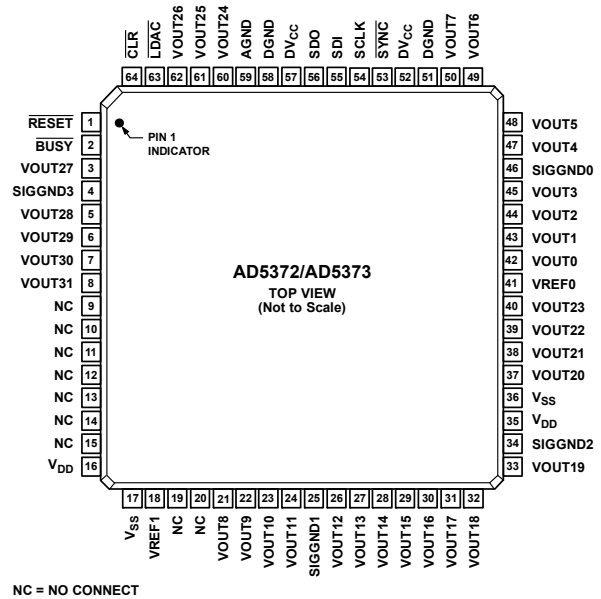 CLR
LDAC
VOUT26
VOUT25
VOUT24
AGND
DGND
DVCC
SDO
SDI
SCLK
SYNC
DVCC
DGND
VOUT7
VOUT6
64 63 62 61 60 59 58 57 56 55 54 53 52 51 50 49
RESET 1
BUSY 2
VOUT27 3
SIGGND3 4
VOUT28 5
VOUT29 6
VOUT30 7
VOUT31 8
NC 9
NC 10
NC 11
NC 12
NC 13
NC 14
NC 15
VDD 16
PIN 1
INDICATOR
AD5372/AD5373
TOP VIEW
(Not to Scale)
48 VOUT5
47 VOUT4
46 SIGGND0
45 VOUT3
44 VOUT2
43 VOUT1
42 VOUT0
41 VREF0
40 VOUT23
39 VOUT22
38 VOUT21
37 VOUT20
36 VSS
35 VDD
34 SIGGND2
33 VOUT19
17 18 19 20 21 22 23 24 25 26 27 28 29 30 31 32
VSS
VREF1
NC
NC
VOUT8
VOUT9
VOUT10
VOUT11
SIGGND1
VOUT12
VOUT13
VOUT14
VOUT15
VOUT16
VOUT17
VOUT18
NC = NO CONNECT